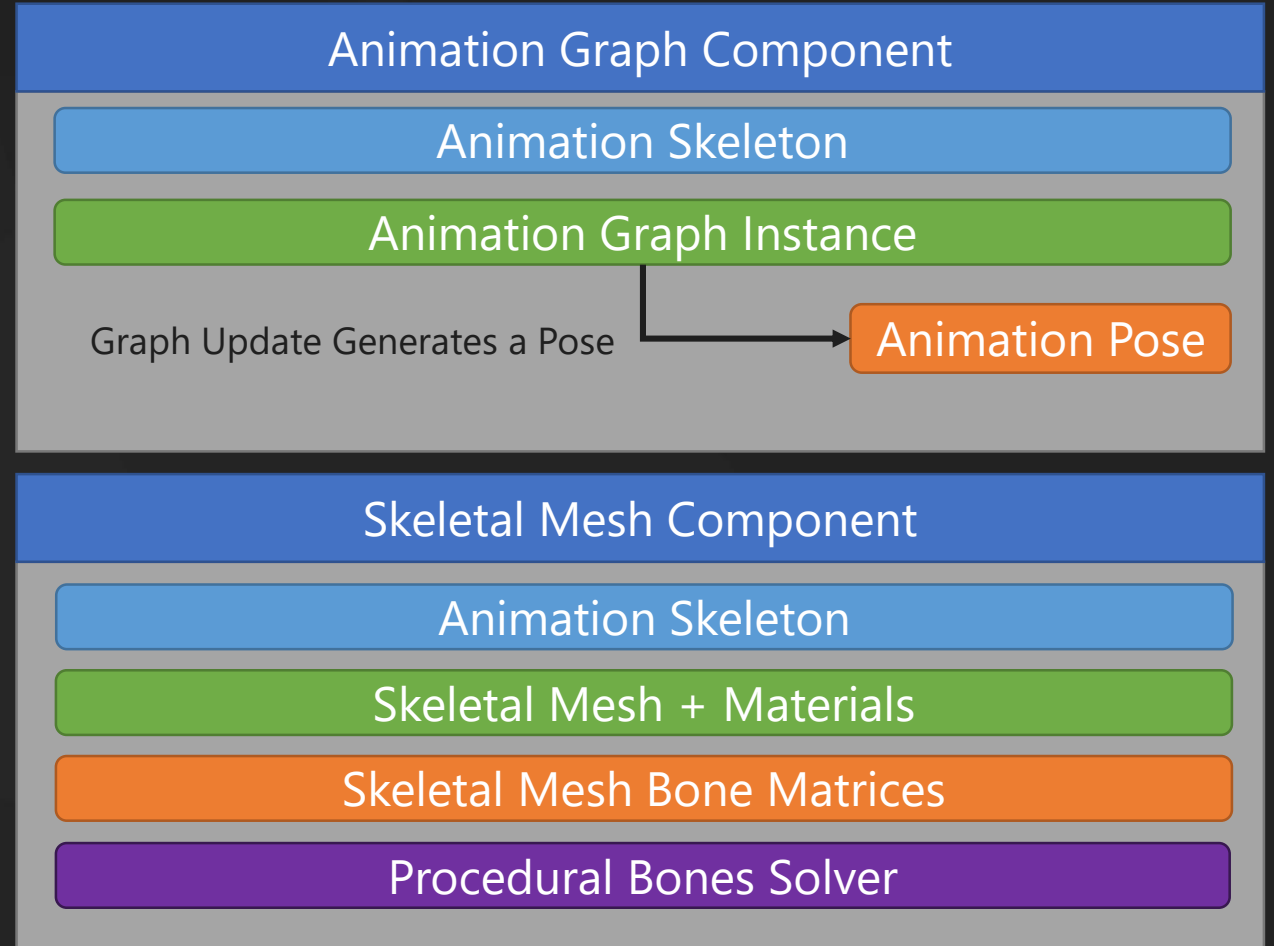 Animation Graph Component
Animation Skeleton
Animation Graph Instance
Graph Update Generates a Pose
Animation Pose
Skeletal Mesh Component
Animation Skeleton
Skeletal Mesh + Materials
Skeletal Mesh Bone Matrices
Procedural Bones Solver